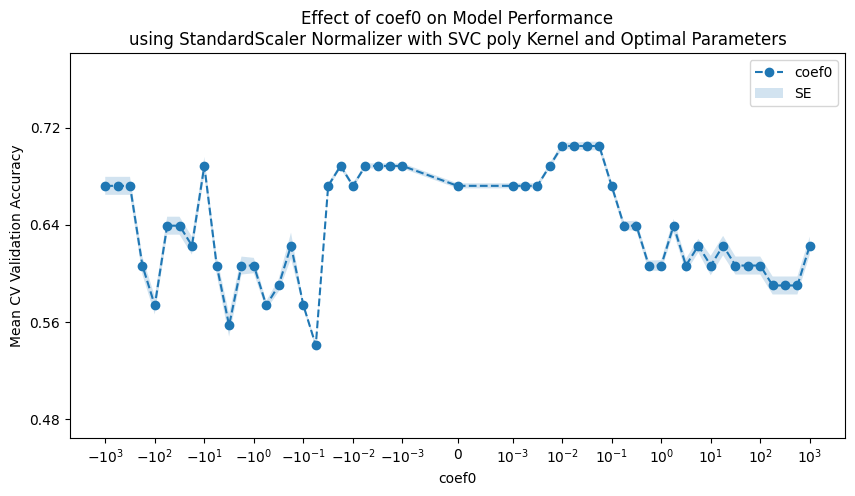 Effect of coef0 on Model Performance
using StandardScaler Normalizer with SVC poly Kernel and Optimal Parameters
coef0
SE
Mean CV Validation Accuracy
0.72
0.64
0.56
0.48
−10³ −10² −10¹ −10⁰ −10⁻¹ −10⁻² −10⁻³ 0 10⁻³ 10⁻² 10⁻¹ 10⁰ 10¹ 10² 10³
coef0